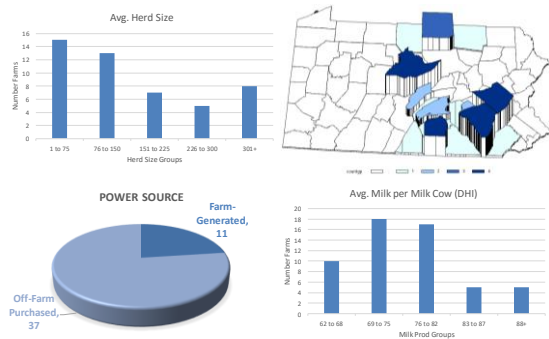 Avg. Herd Size
16
14
12
10
8
6
4
2
0
Number Farms
1 to 75
76 to 150
151 to 225
226 to 300
301+
Herd Size Groups
POWER SOURCE
Farm-
Generated,
11
Off-Farm
Purchased,
37
Avg. Milk per Milk Cow (DHI)
20
18
16
14
12
10
8
6
4
2
0
Number Farms
62 to 68
69 to 75
76 to 82
83 to 87
88+
Milk Prod Groups